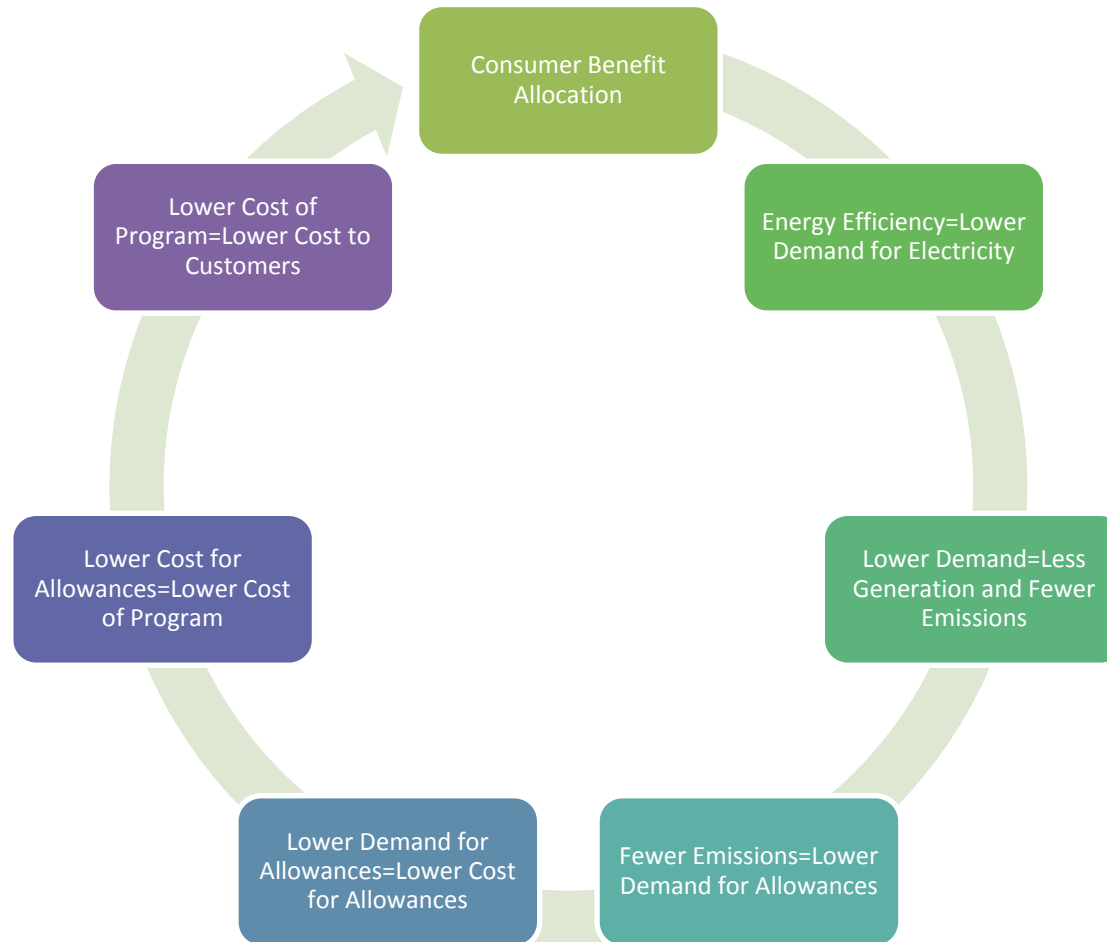 Consumer Benefit
Allocation
Energy Efficiency=Lower
Demand for Electricity
Lower Demand=Less
Generation and Fewer
Emissions
Fewer Emissions=Lower
Demand for Allowances
Lower Demand for
Allowances=Lower Cost
for Allowances
Lower Cost for
Allowances=Lower Cost
of Program
Lower Cost of
Program=Lower Cost to
Customers